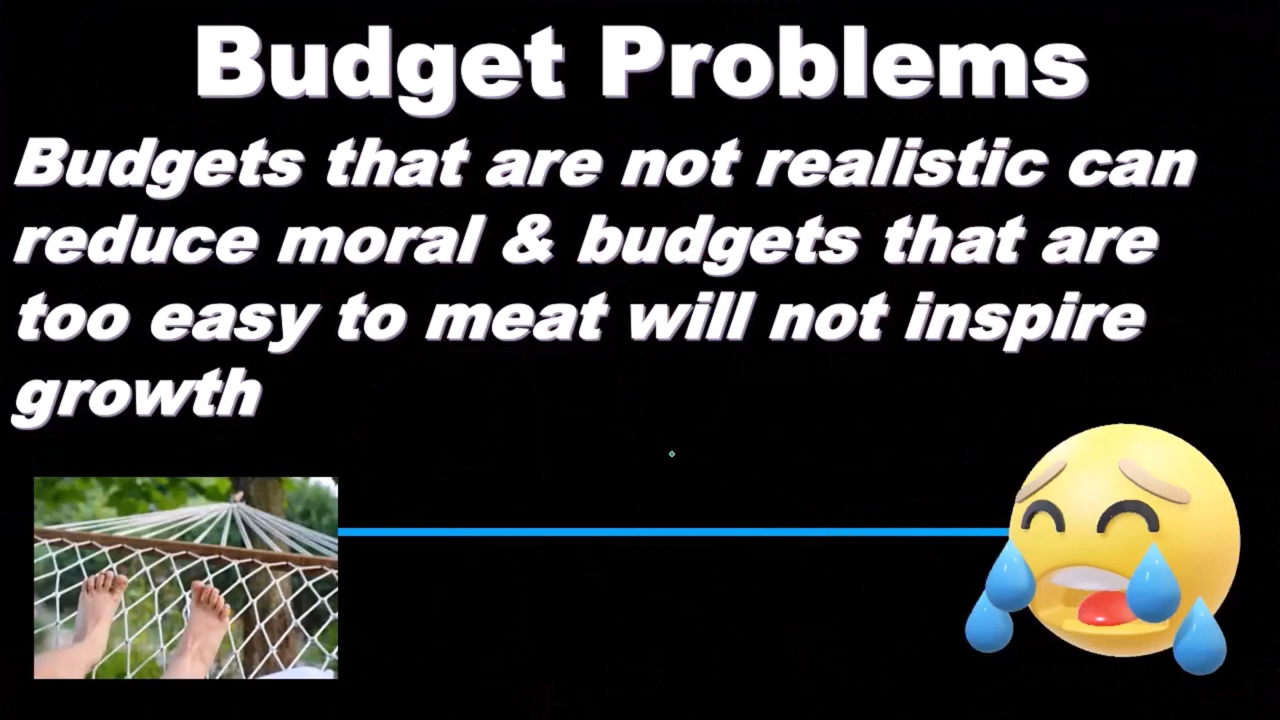 Budget Problems
Budgets that are not realistic can
reduce moral & budgets that are
too easy to meat will not inspire
growth